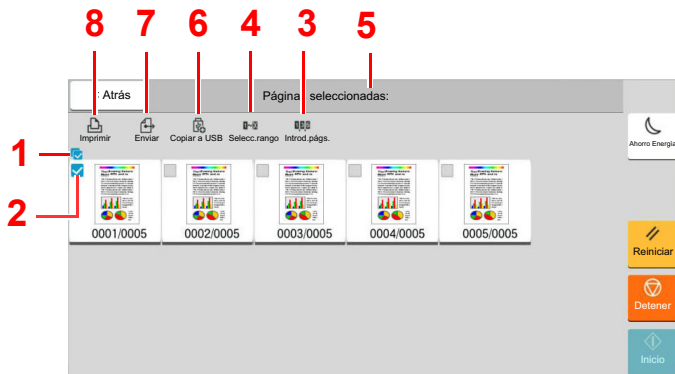 8 7 6 4 3 5
< Atrás
Páginas seleccionadas:
Imprimir Enviar Copiar a USB Selecc.rango Introd.págs.
Ahorro Energía
1
2
0001/0005 0002/0005 0003/0005 0004/0005 0005/0005
Reiniciar
Detener
Inicio